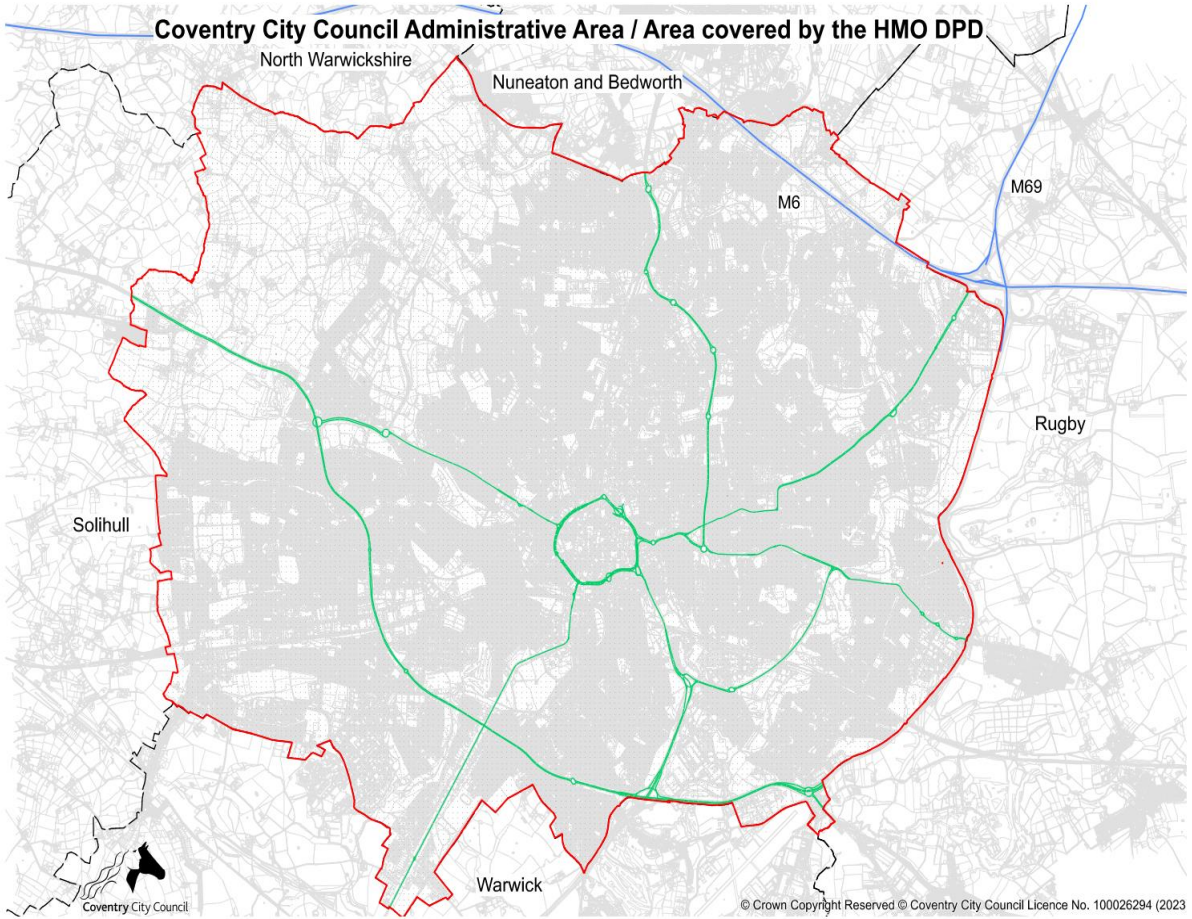 Coventry City Council Administrative Area / Area covered by the HMO DPD
North Warwickshire
Nuneaton and Bedworth
M69
M6
Rugby
Solihull
Warwick
Coventry City Council
© Crown Copyright Reserved © Coventry City Council Licence No. 100026294 (2023